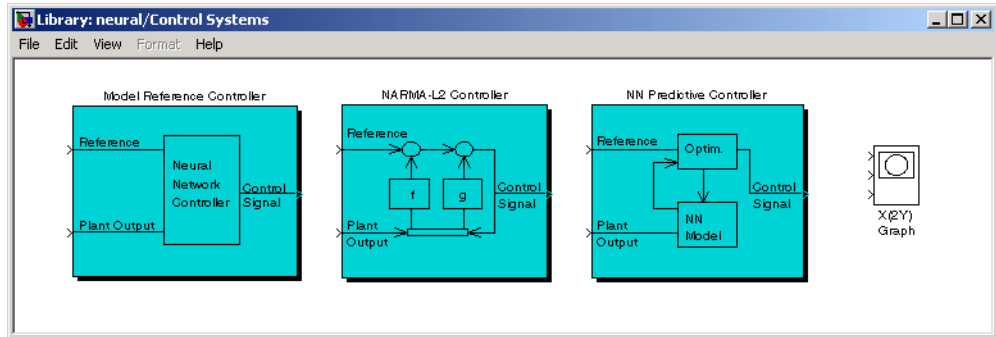 Library: neural/Control Systems
File Edit View Format Help
Model Reference Controller
Reference
Neural
Network
Controller
Control
Signal
Plant Output
NARMA-L2 Controller
Reference
f
g
Control
Signal
Plant
Output
NN Predictive Controller
Reference
Optim.
Control
Signal
NN
Model
Plant
Output
X(2Y)
Graph